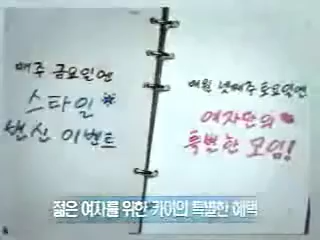 매주 금요일엔
스타일
변신 이벤트
매월 넷째주 토요일엔
여자만의
특별한 모임!
젊은 여자를 위한 카이의 특별한 혜택